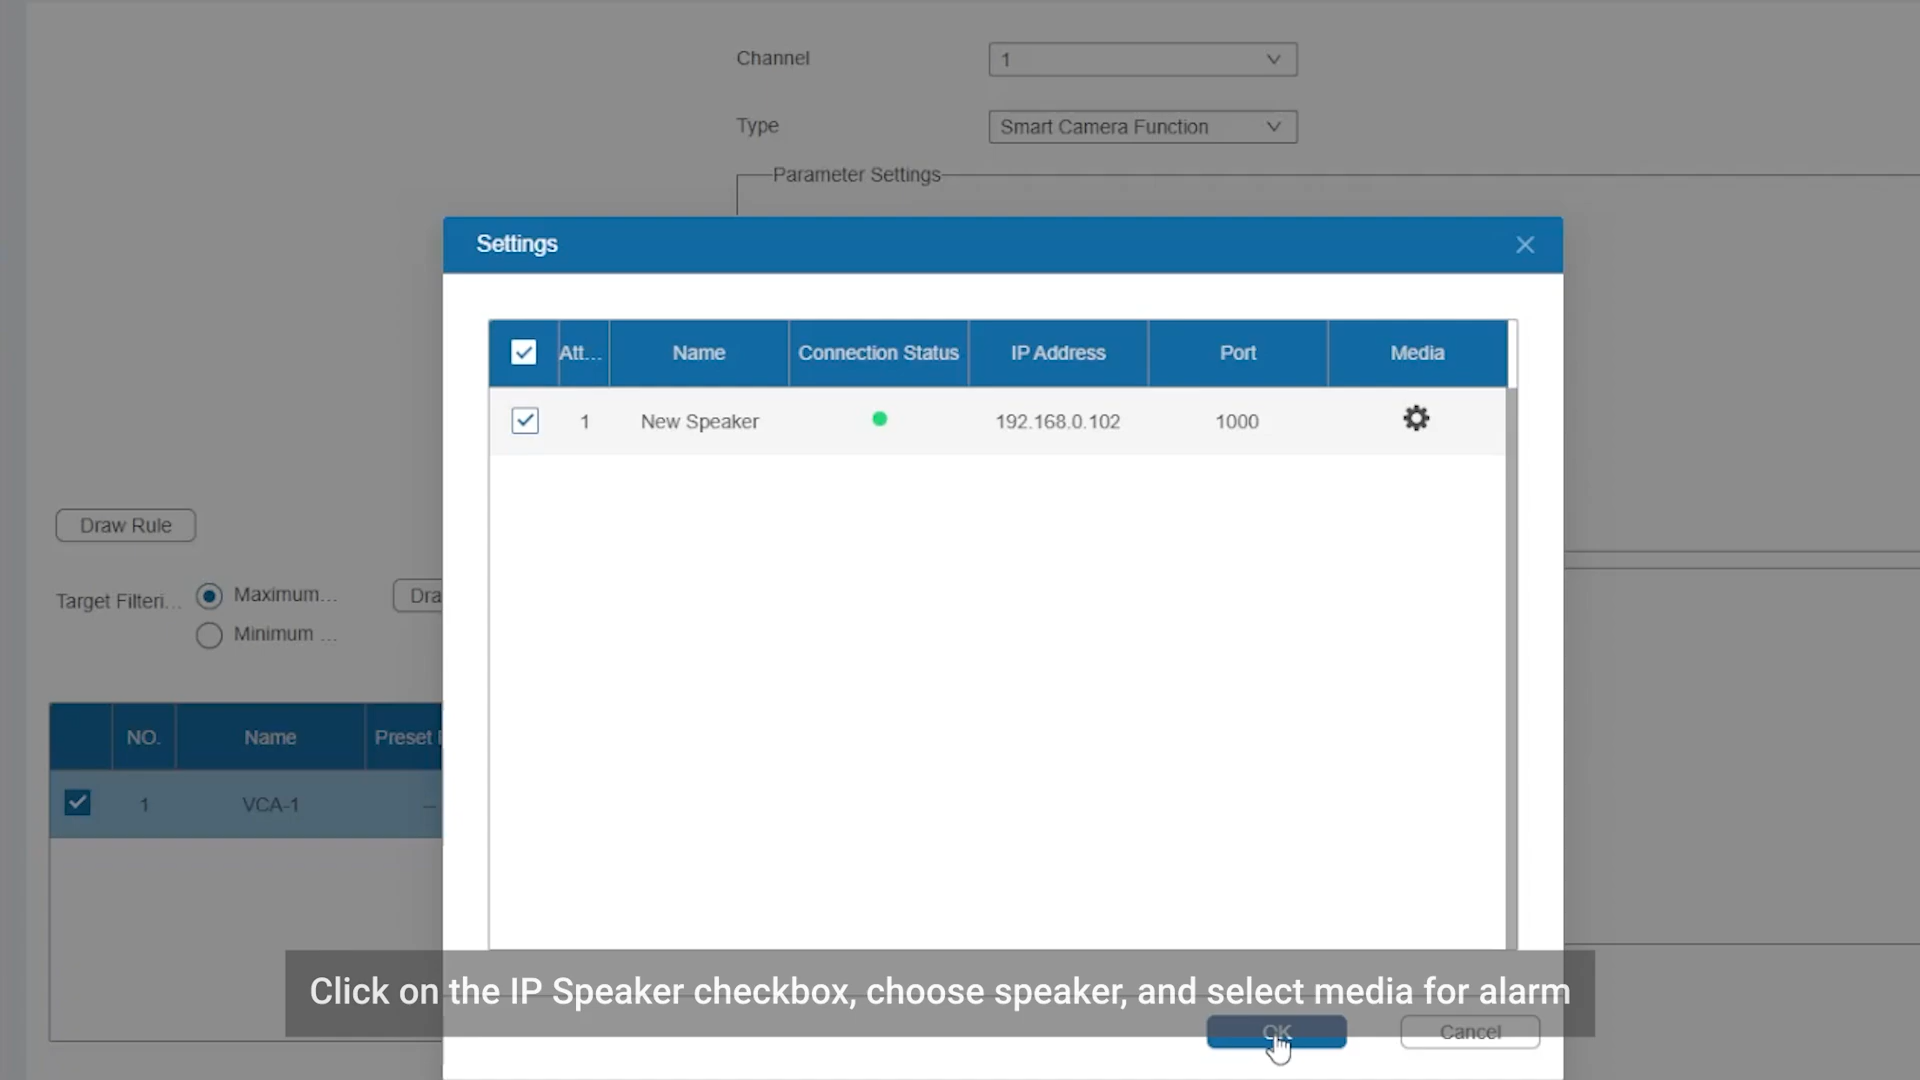 Channel
1
Type
Smart Camera Function
Parameter Settings
Settings
Att...
Name
Connection Status
IP Address
Port
Media
1
New Speaker
192.168.0.102
1000
Draw Rule
Target Filteri...
Maximum...
Dra
Minimum ...
NO.
Name
Preset
1
VCA-1
--
Click on the IP Speaker checkbox, choose speaker, and select media for alarm
OK
Cancel